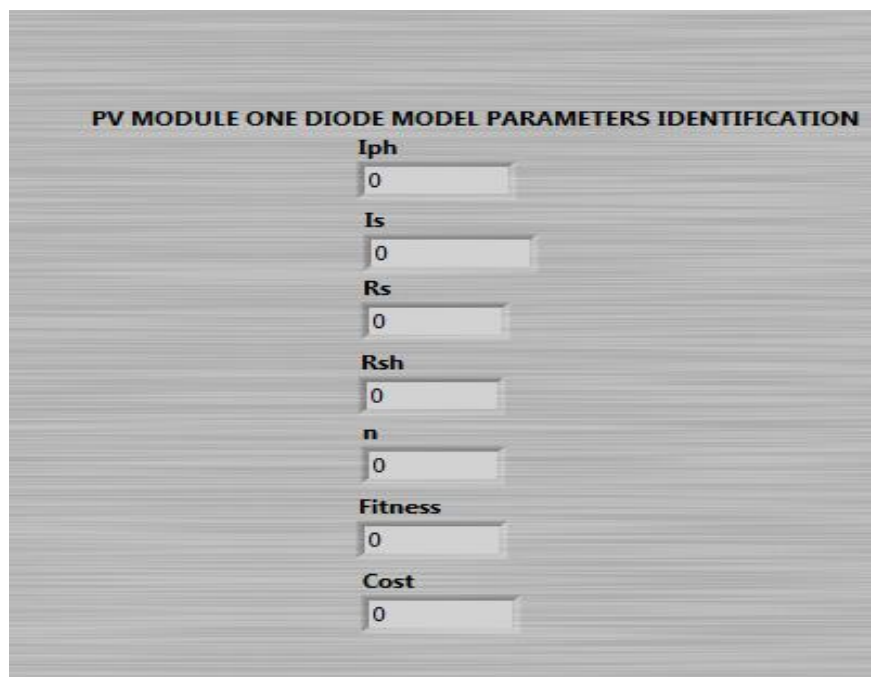 PV MODULE ONE DIODE MODEL PARAMETERS IDENTIFICATION
Iph
0
Is
0
Rs
0
Rsh
0
n
0
Fitness
0
Cost
0